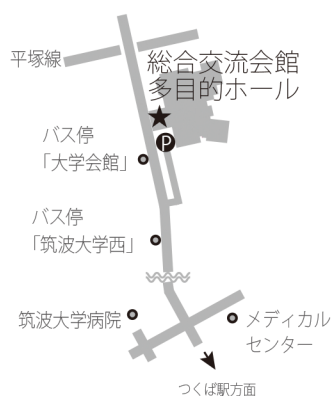 平塚線
総合交流会館
多目的ホール
P
バス停
「大学会館」
バス停
「筑波大学西」
筑波大学病院
メディカル
センター
つくば駅方面